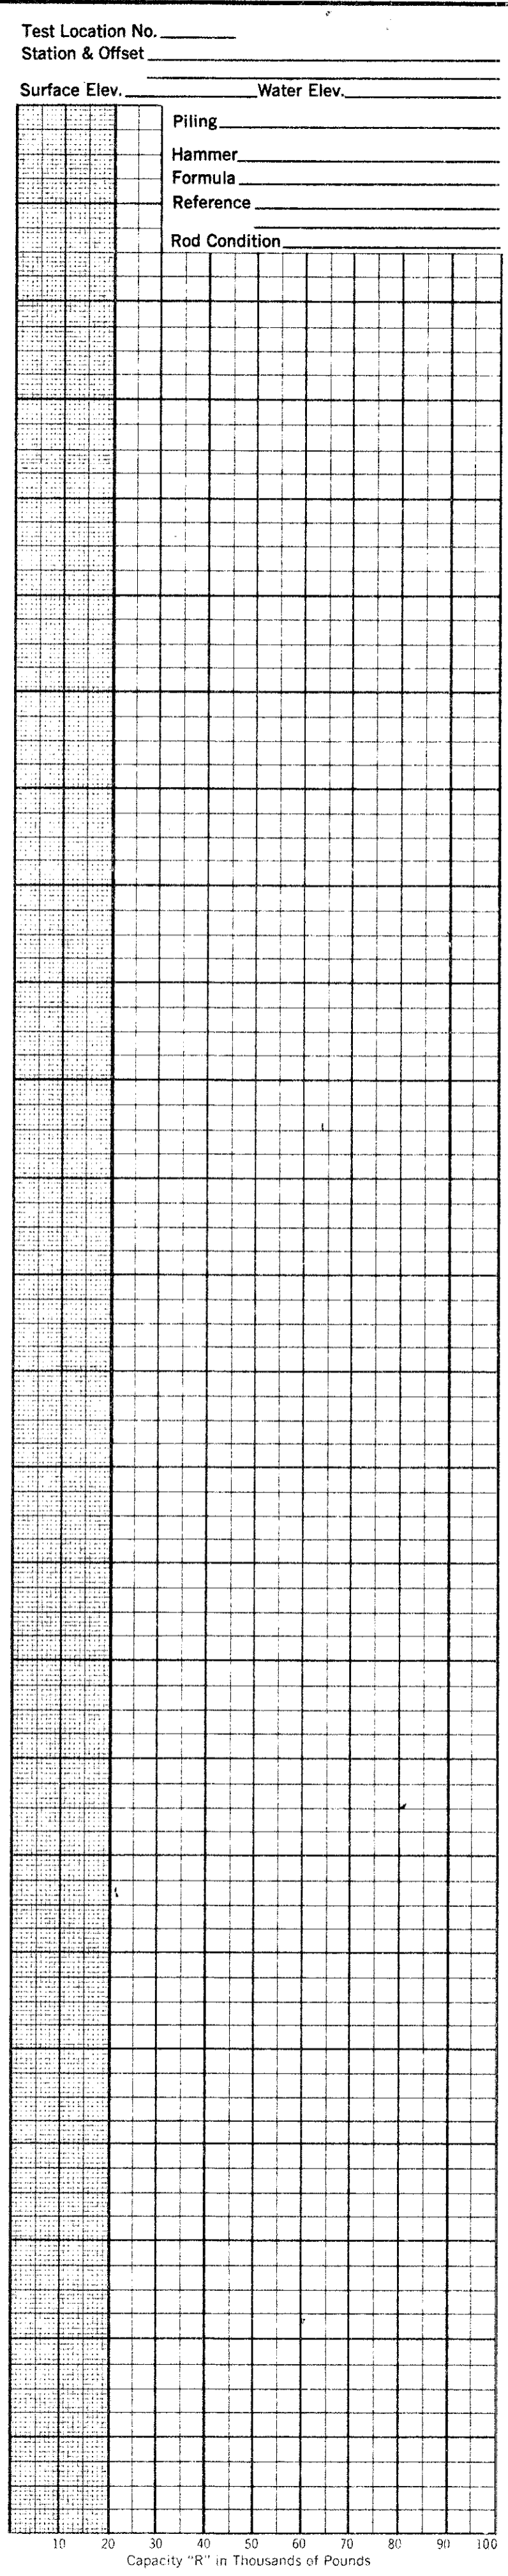 Test Location No.
Station & Offset
Surface Elev. Water Elev.
Piling
Hammer
Formula
Reference
Rod Condition
10 20 30 40 50 60 70 80 90 100
Capacity "R" in Thousands of Pounds